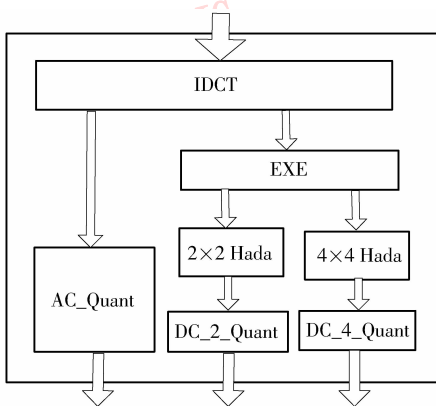 IDCT
EXE
2×2 Hada
4×4 Hada
AC_Quant
DC_2_Quant
DC_4_Quant